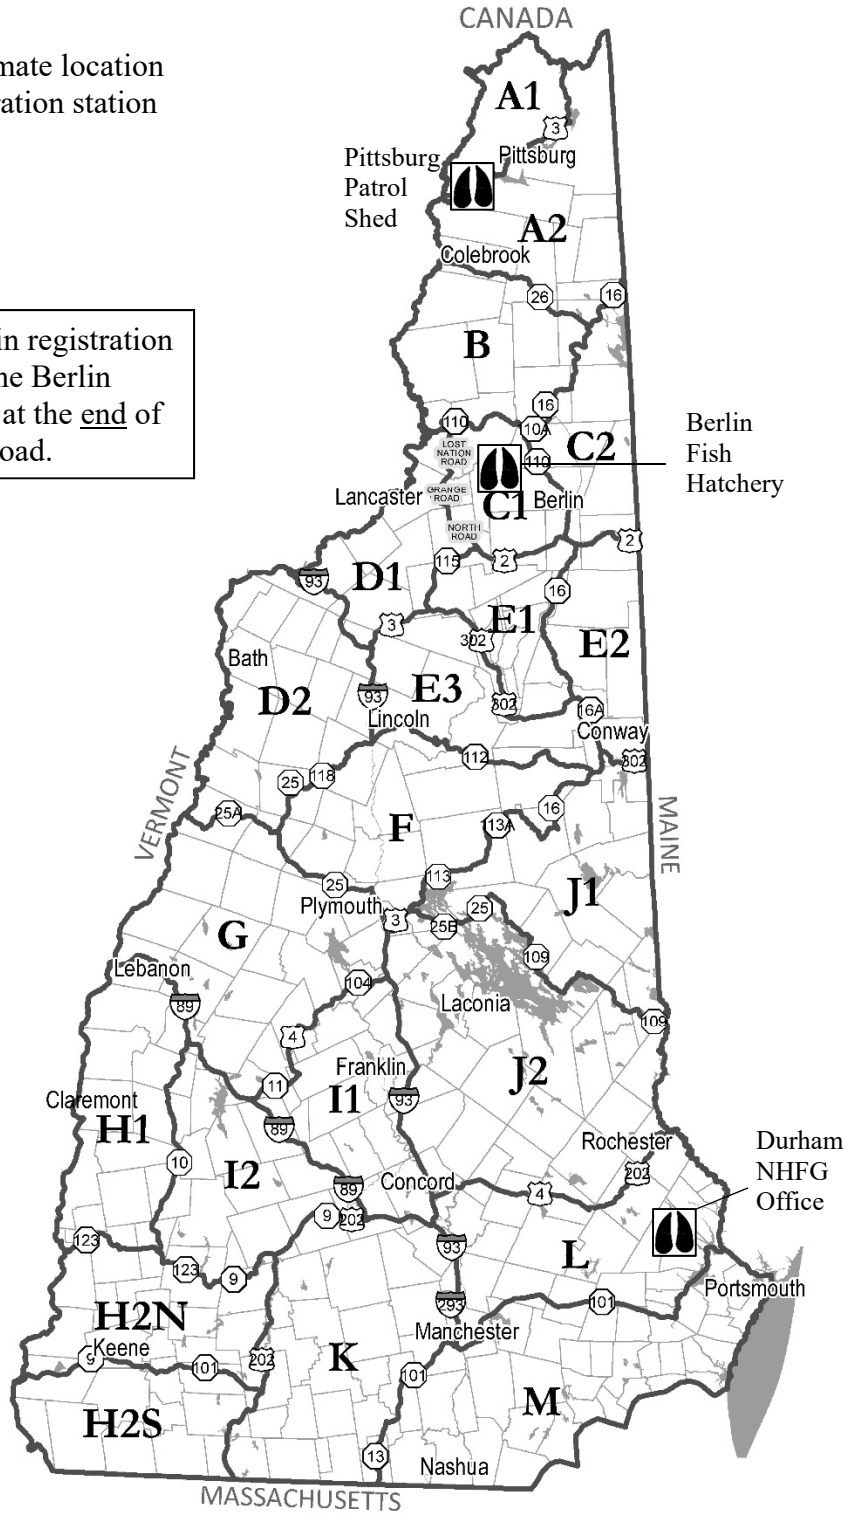 CANADA
mate location
ration station
A1
3
Pittsburg
Patrol
Shed
Pittsburg
A2
Colebrook
26
16
in registration
he Berlin
at the end of
road.
B
16
110
10A
LOST
NATION
ROAD
110
C2
Berlin
Fish
Hatchery
Lancaster
GRANGE
ROAD
C1
Berlin
NORTH
ROAD
2
115
2
93
D1
16
3
E1
302
E2
Bath
D2
93
E3
302
16A
Lincoln
Conway
112
302
VERMONT
25
118
25A
F
113A
16
MAINE
25
113
J1
Plymouth
3
25B
25
G
109
Lebanon
104
89
Laconia
109
4
Franklin
J2
11
I1
93
Claremont
H1
89
Rochester
Durham
NHFG
Office
10
I2
89
Concord
202
4
9
202
123
93
L
123
9
Portsmouth
H2N
293
101
Manchester
9
Keene
101
202
K
101
M
H2S
13
Nashua
MASSACHUSETTS